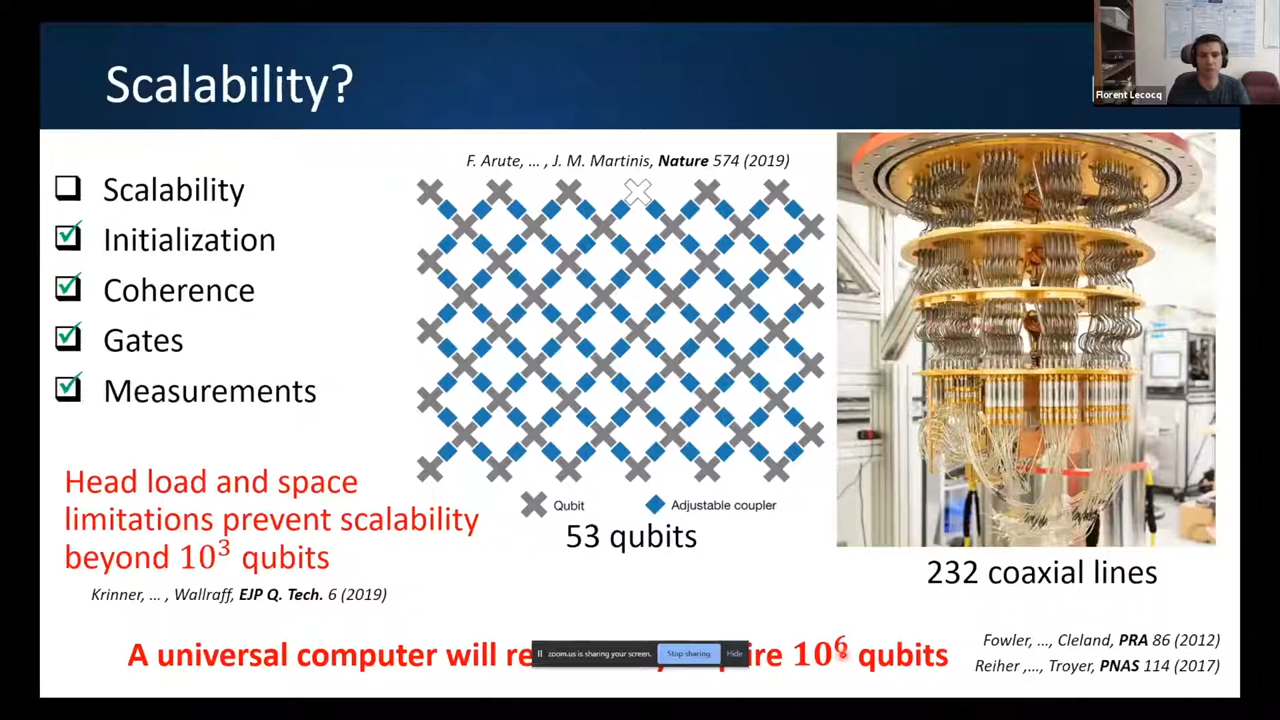 Scalability?
Florent Lecocq
Scalability
Initialization
Coherence
Gates
Measurements
Head load and space
limitations prevent scalability
beyond 10³ qubits
Krinner, … , Wallraff, EJP Q. Tech. 6 (2019)
F. Arute, … , J. M. Martinis, Nature 574 (2019)
Qubit
Adjustable coupler
53 qubits
232 coaxial lines
A universal computer will qubits
zoom.us is sharing your screen.
Stop sharing
Hide
Fowler, …, Cleland, PRA 86 (2012)
Reiher ,…, Troyer, PNAS 114 (2017)